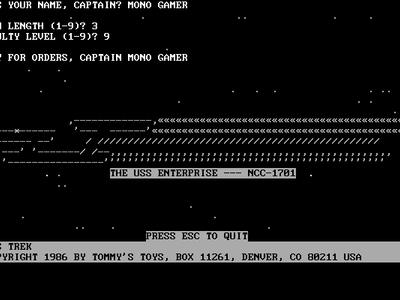 YOUR NAME, CAPTAIN? MONO GAMER
LENGTH (1-9)? 3
ULTY LEVEL (1-9)? 9
FOR ORDERS, CAPTAIN MONO GAMER
THE USS ENTERPRISE --- NCC-1701
PRESS ESC TO QUIT
TREK
PYRIGHT 1986 BY TOMMY'S TOYS, BOX 11261, DENVER, CO 80211 USA